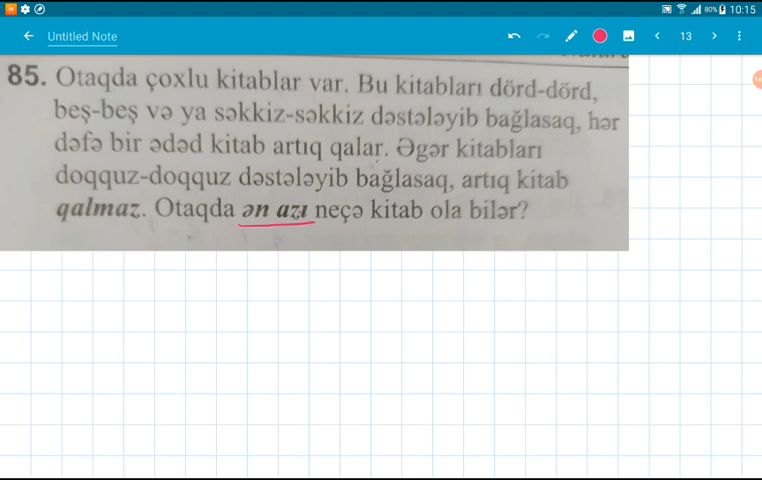 80% 10:15
Untitled Note
13
85. Otaqda çoxlu kitablar var. Bu kitabları dörd-dörd,
beş-beş və ya səkkiz-səkkiz dəstələyib bağlasaq, hər
dəfə bir ədəd kitab artıq qalar. Əgər kitabları
doqquz-doqquz dəstələyib bağlasaq, artıq kitab
qalmaz. Otaqda ən azı neçə kitab ola bilər?